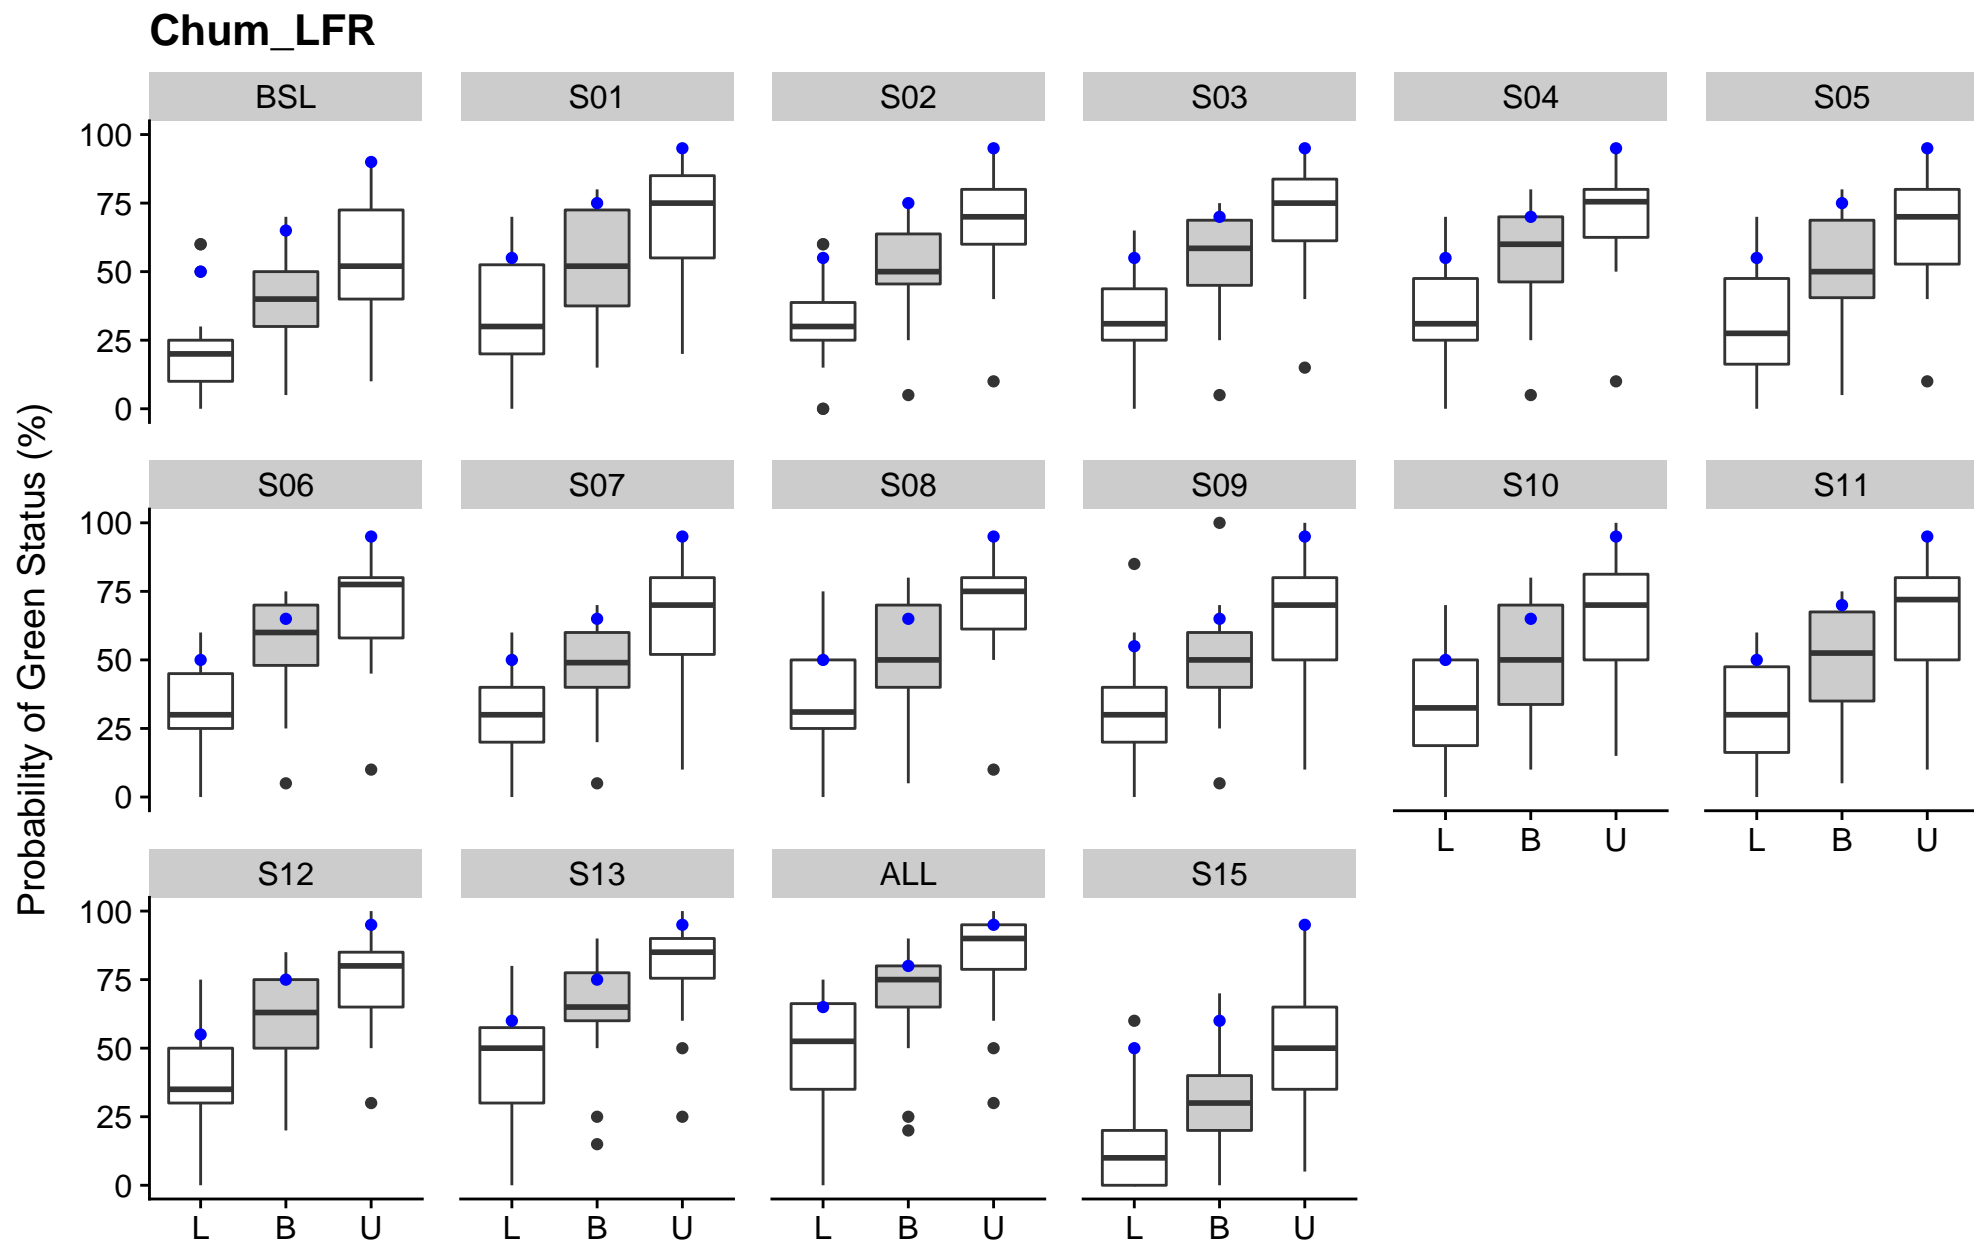 Chum_LFR
BSL S01 S02 S03 S04 S05
100
75
50
25
0
Probability of Green Status (%)
S06 S07 S08 S09 S10 S11
100
75
50
25
0
L B U L B U
S12 S13 ALL S15
100
75
50
25
0
L B U L B U L B U L B U